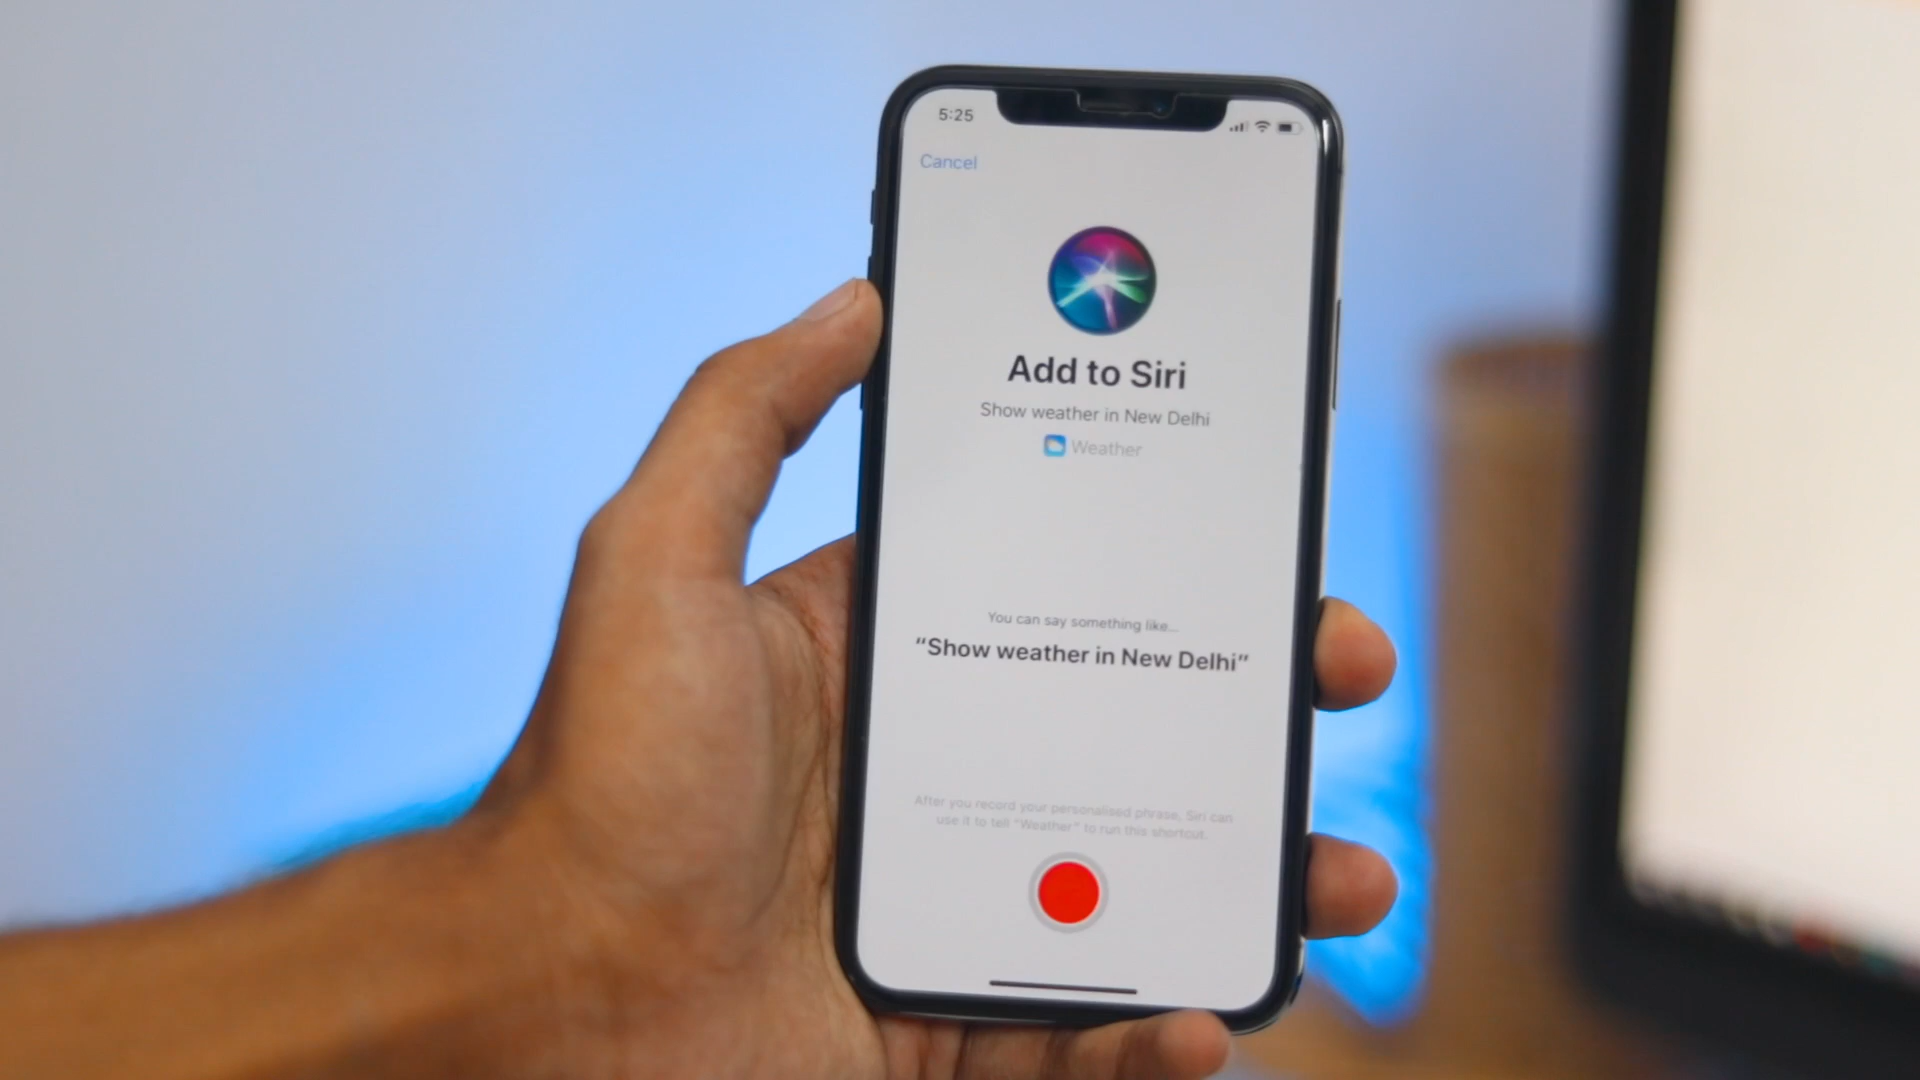 5:25
Cancel
Add to Siri
Show weather in New Delhi
Weather
You can say something like...
“Show weather in New Delhi”
After you record your personalised phrase, Siri can
use it to tell “Weather” to run this shortcut.